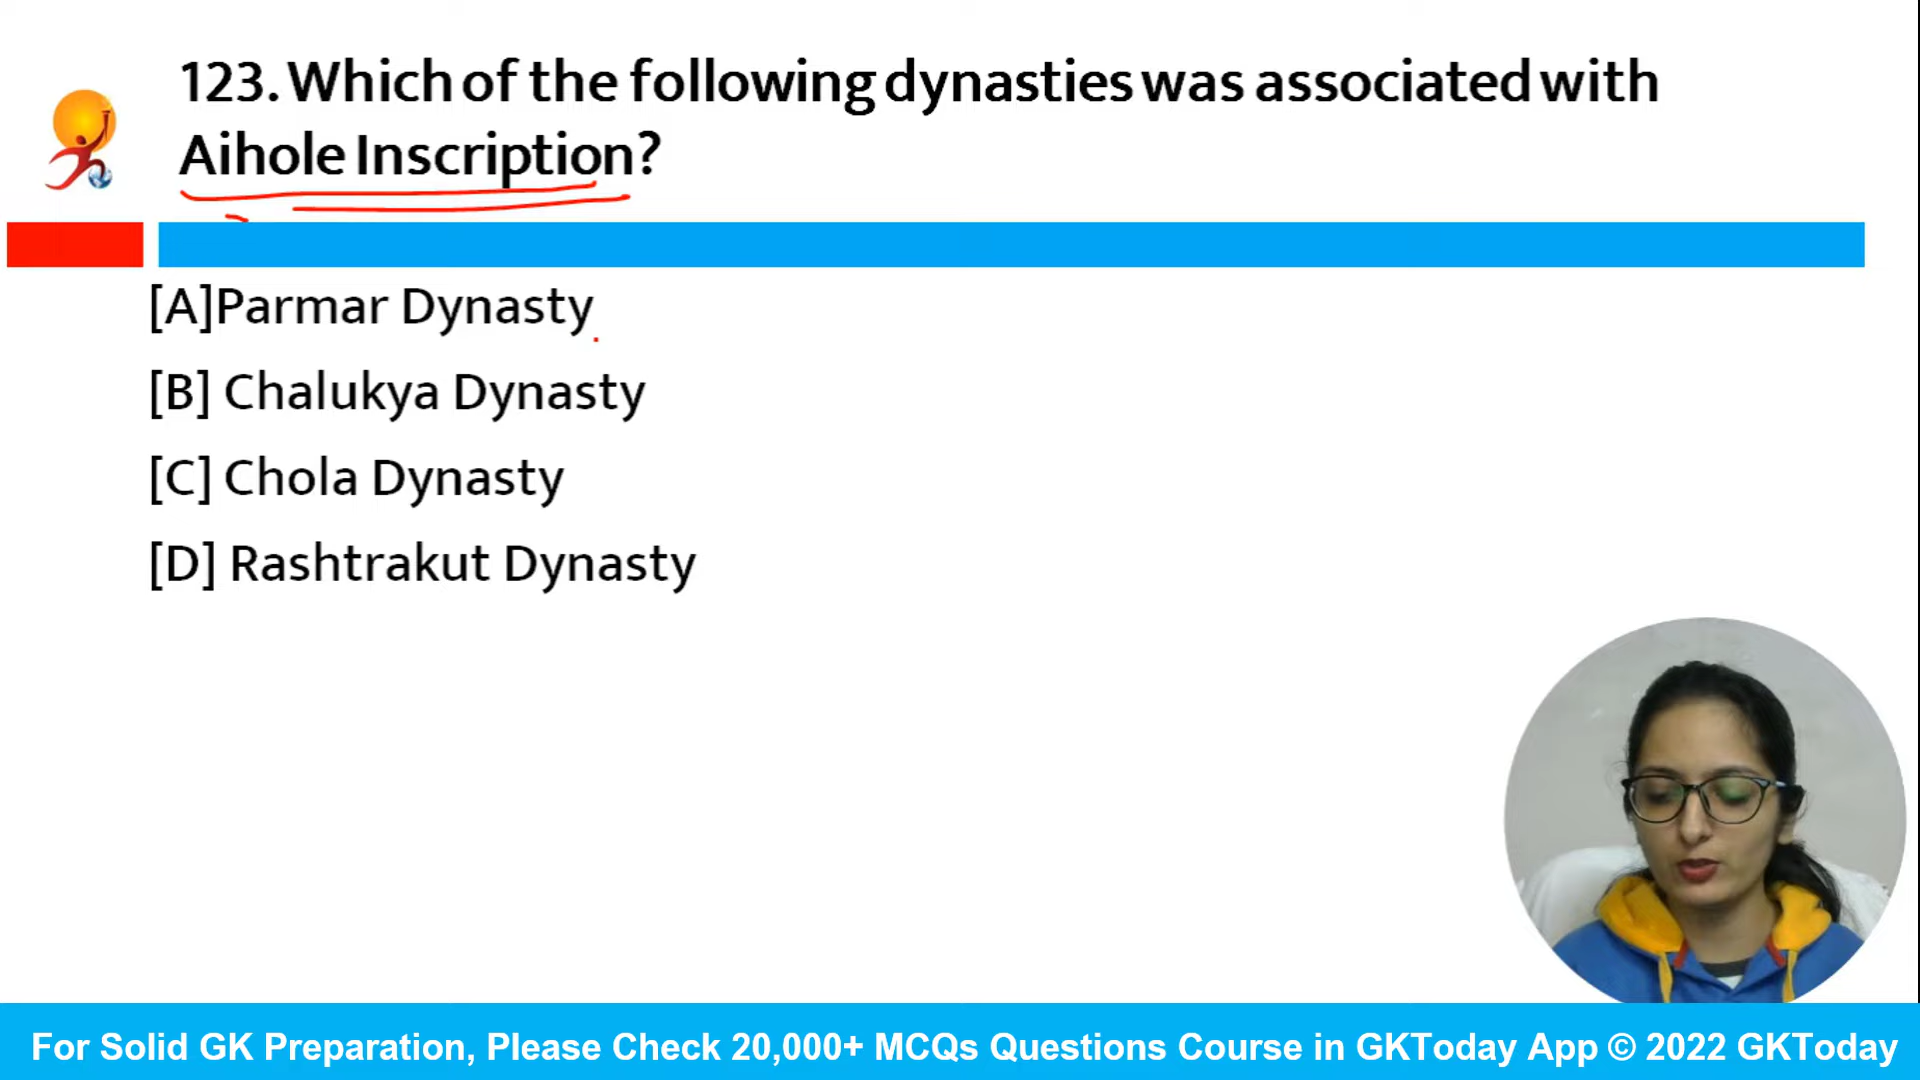 123. Which of the following dynasties was associated with
Aihole Inscription?
[A]Parmar Dynasty
[B] Chalukya Dynasty
[C] Chola Dynasty
[D] Rashtrakut Dynasty
For Solid GK Preparation, Please Check 20,000+ MCQs Questions Course in GKToday App © 2022 GKToday